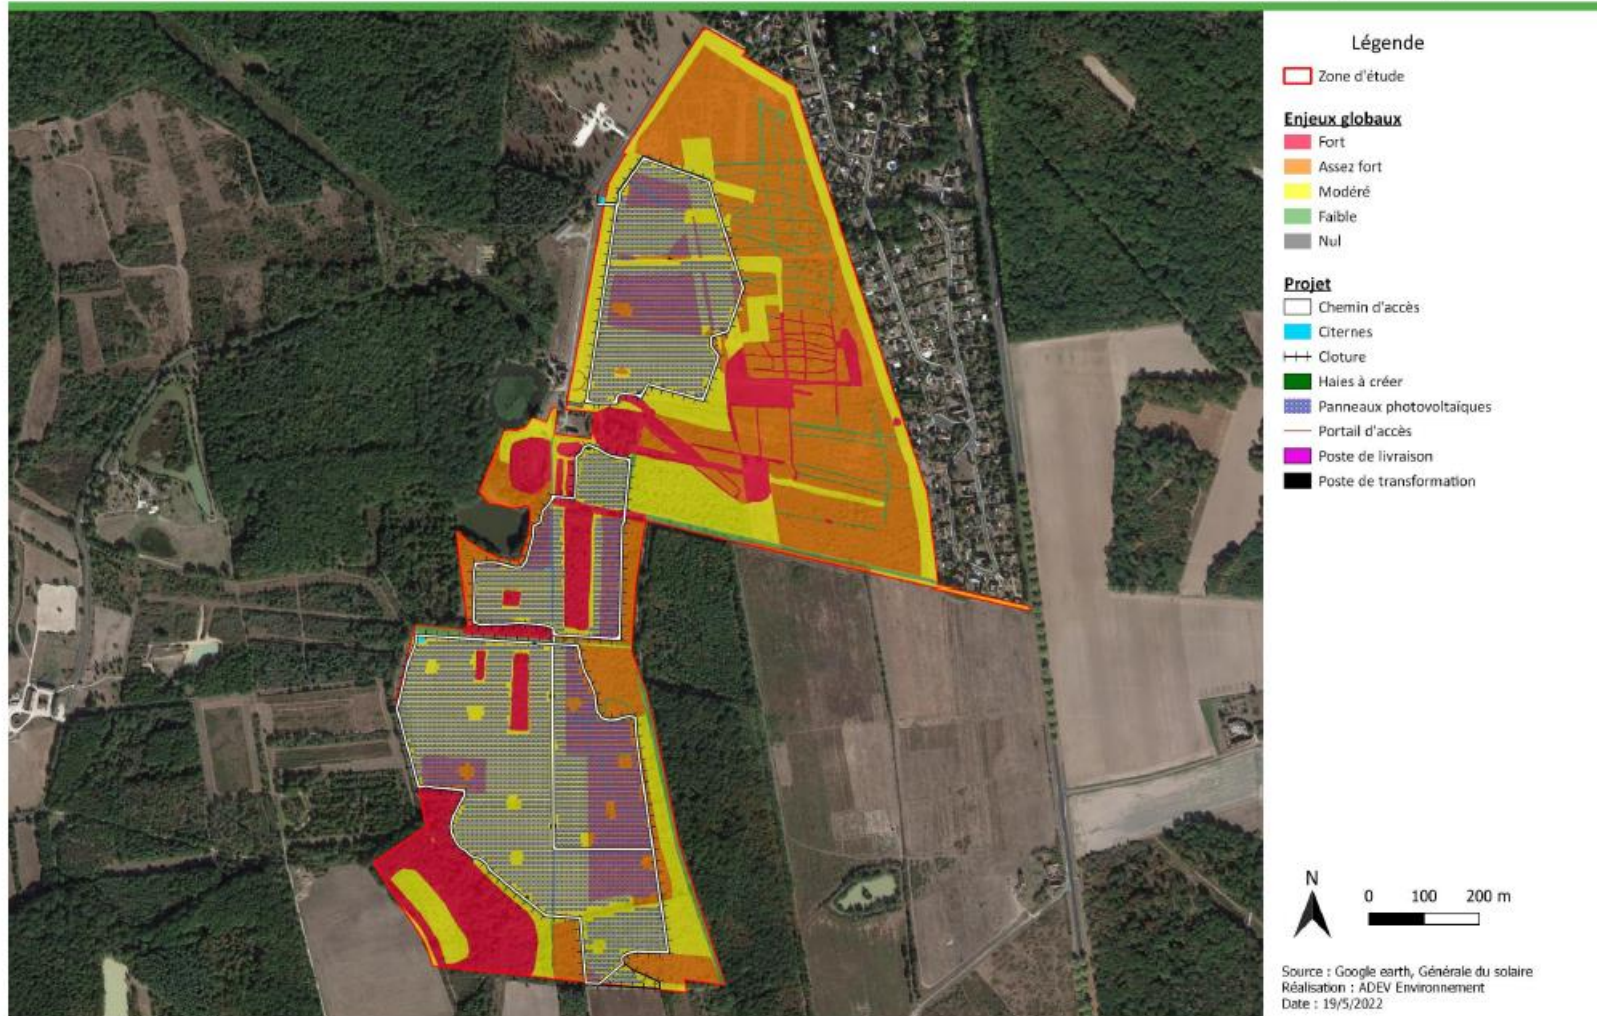 Légende
Zone d'étude
Enjeux globaux
Fort
Assez fort
Modéré
Faible
Nul
Projet
Chemin d'accès
Citernes
Cloture
Haies à créer
Panneaux photovoltaïques
Portail d'accès
Poste de livraison
Poste de transformation
N
0 100 200 m
Source : Google earth, Générale du solaire
Réalisation : ADEV Environnement
Date : 19/5/2022